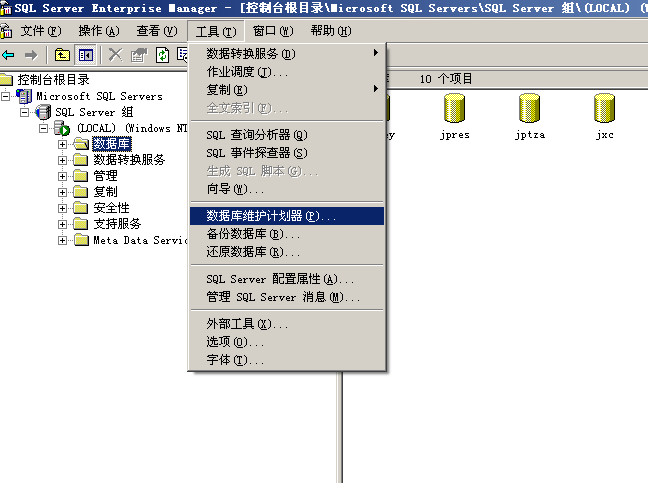 SQL Server Enterprise Manager - [控制台根目录\Microsoft SQL Servers\SQL Server 组\(LOCAL) (W
文件(F) 操作(A) 查看(V) 工具(T) 窗口(W) 帮助(H)
数据转换服务(D)
作业调度(T)...
复制(E)
全文索引(F)...
SQL 查询分析器(Q)
SQL 事件探查器(S)
生成 SQL 脚本(G)...
向导(W)...
数据库维护计划器(P)...
备份数据库(B)...
还原数据库(R)...
SQL Server 配置属性(A)...
管理 SQL Server 消息(M)...
外部工具(X)...
选项(O)...
字体(T)...
控制台根目录
Microsoft SQL Servers
SQL Server 组
(LOCAL) (Windows NT
数据库
数据转换服务
管理
复制
安全性
支持服务
Meta Data Servic
10 个项目
jpres jptza jxc